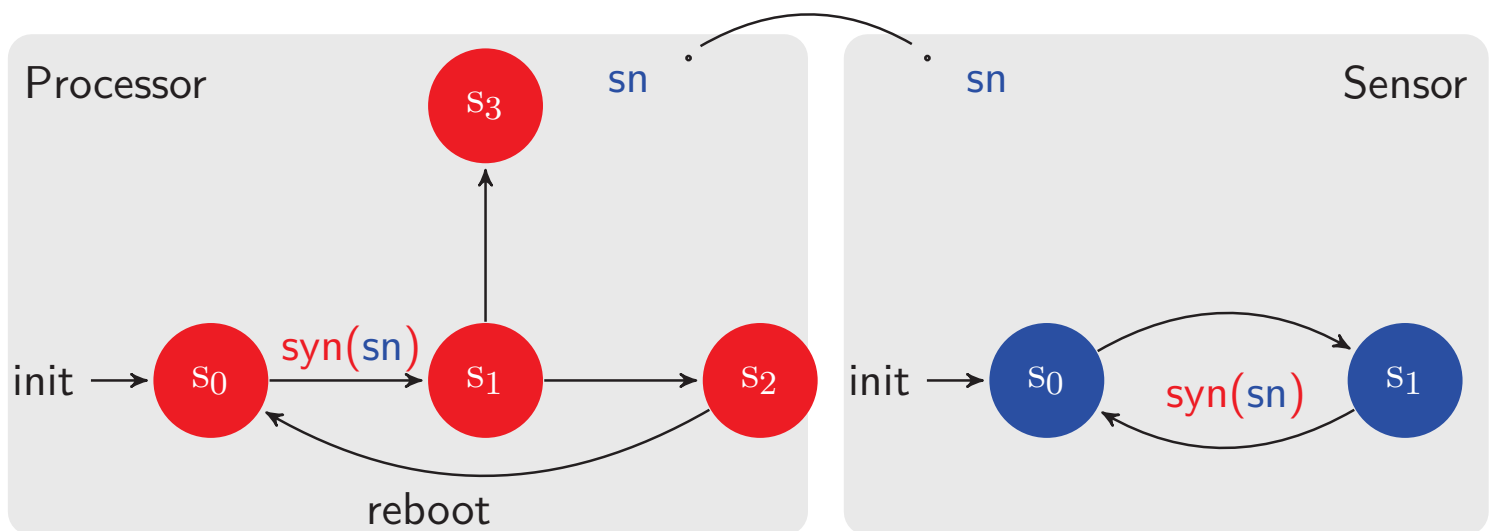 Processor
sn
s3
sn
Sensor
init
s0
syn(sn)
s1
s2
reboot
init
s0
syn(sn)
s1